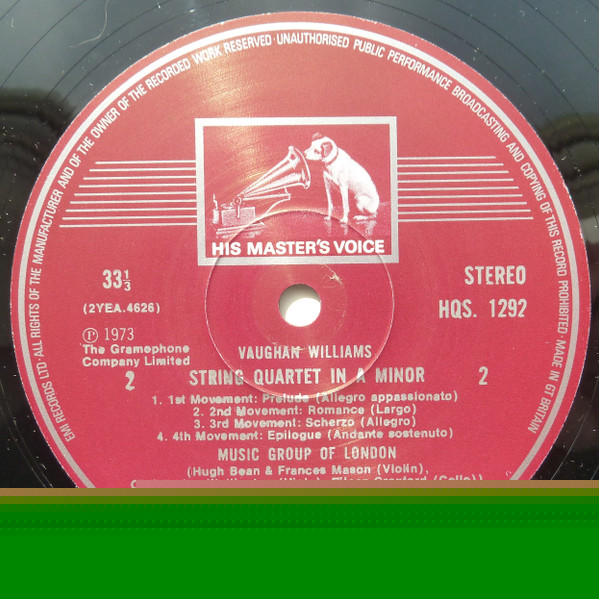 EMI RECORDS LTD·ALL RIGHTS OF THE MANUFACTURER AND OF THE OWNER OF THE RECORDED WORK RESERVED·UNAUTHORISED PUBLIC PERFORMANCE BROADCASTING AND COPYING OF THIS RECORD PROHIBITED·MADE IN GT BRITAIN
HIS MASTER'S VOICE
33⅓ STEREO
(2YEA.4626) HQS. 1292
℗ 1973
The Gramophone
Company Limited
VAUGHAN WILLIAMS
2 STRING QUARTET IN A MINOR 2
1. 1st Movement: Prelude (Allegro appassionato)
2. 2nd Movement: Romance (Largo)
3. 3rd Movement: Scherzo (Allegro)
4. 4th Movement: Epilogue (Andante sostenuto)
MUSIC GROUP OF LONDON
(Hugh Bean & Frances Mason (Violin),